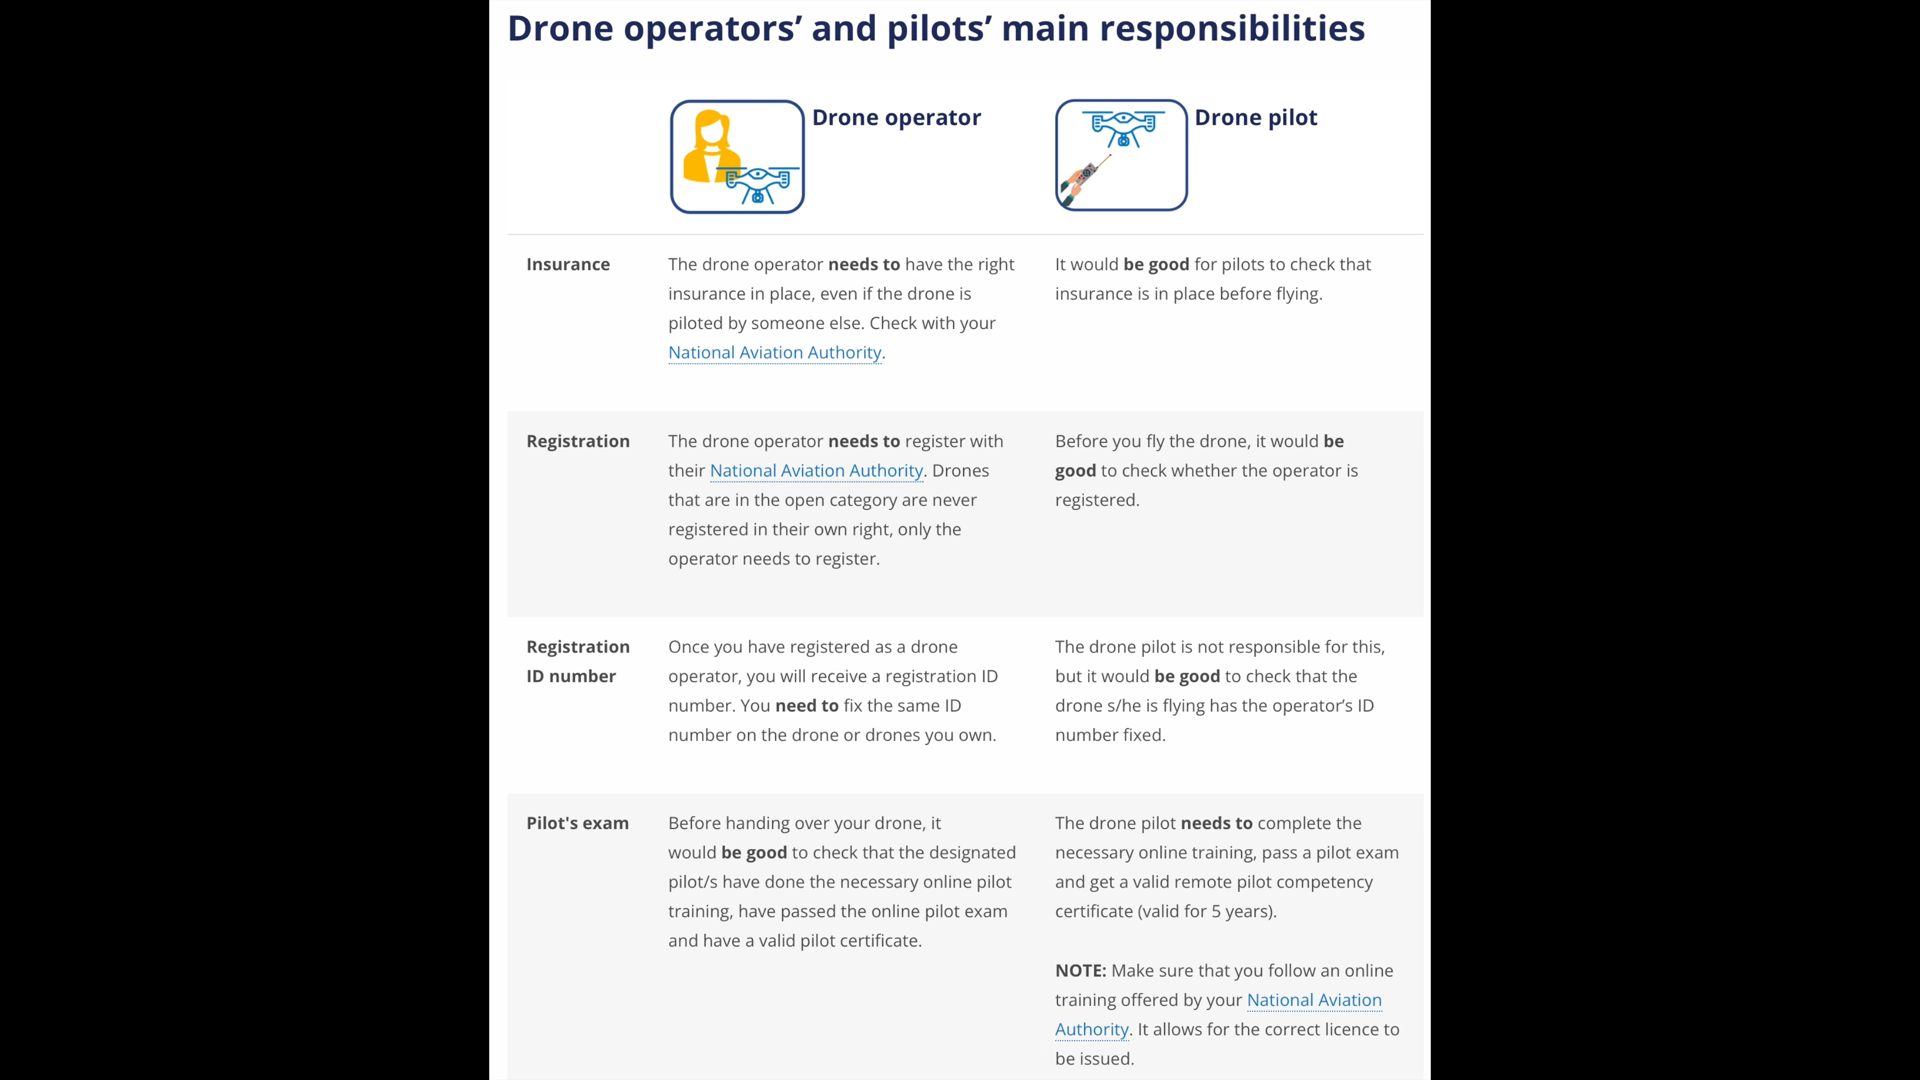 Drone operators’ and pilots’ main responsibilities
Drone operator
Drone pilot
Insurance
The drone operator needs to have the right
insurance in place, even if the drone is
piloted by someone else. Check with your
National Aviation Authority.
It would be good for pilots to check that
insurance is in place before flying.
Registration
The drone operator needs to register with
their National Aviation Authority. Drones
that are in the open category are never
registered in their own right, only the
operator needs to register.
Before you fly the drone, it would be
good to check whether the operator is
registered.
Registration
ID number
Once you have registered as a drone
operator, you will receive a registration ID
number. You need to fix the same ID
number on the drone or drones you own.
The drone pilot is not responsible for this,
but it would be good to check that the
drone s/he is flying has the operator’s ID
number fixed.
Pilot's exam
Before handing over your drone, it
would be good to check that the designated
pilot/s have done the necessary online pilot
training, have passed the online pilot exam
and have a valid pilot certificate.
The drone pilot needs to complete the
necessary online training, pass a pilot exam
and get a valid remote pilot competency
certificate (valid for 5 years).
NOTE: Make sure that you follow an online
training offered by your National Aviation
Authority. It allows for the correct licence to
be issued.